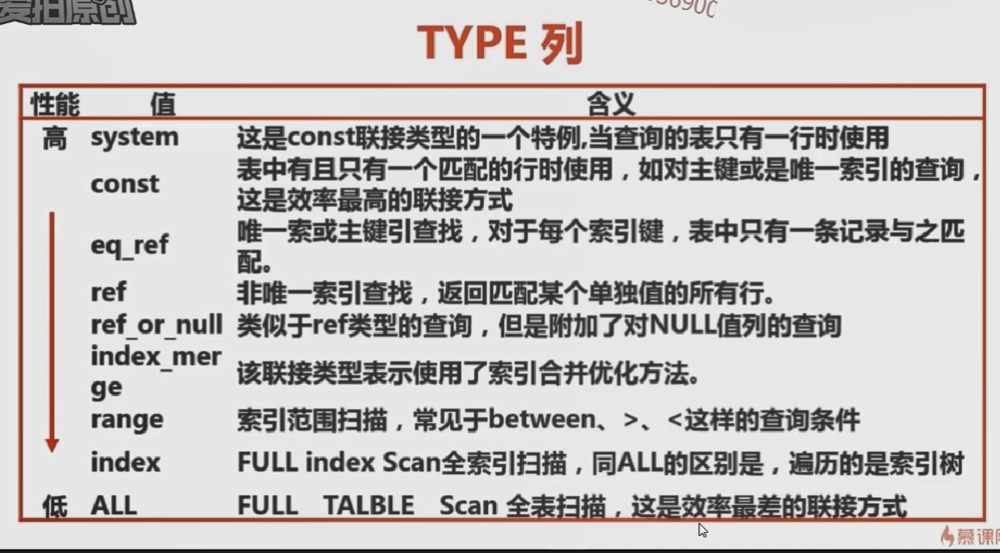 爱拍原创
TYPE 列
性能 值 含义
高 system 这是const联接类型的一个特例,当查询的表只有一行时使用
const 表中有且只有一个匹配的行时使用，如对主键或是唯一索引的查询，
这是效率最高的联接方式
eq_ref 唯一索或主键引查找，对于每个索引键，表中只有一条记录与之匹
配。
ref 非唯一索引查找，返回匹配某个单独值的所有行。
ref_or_null 类似于ref类型的查询，但是附加了对NULL值列的查询
index_mer
ge 该联接类型表示使用了索引合并优化方法。
range 索引范围扫描，常见于between、>、<这样的查询条件
index FULL index Scan全索引扫描，同ALL的区别是，遍历的是索引树
低 ALL FULL TALBLE Scan 全表扫描，这是效率最差的联接方式
慕课网